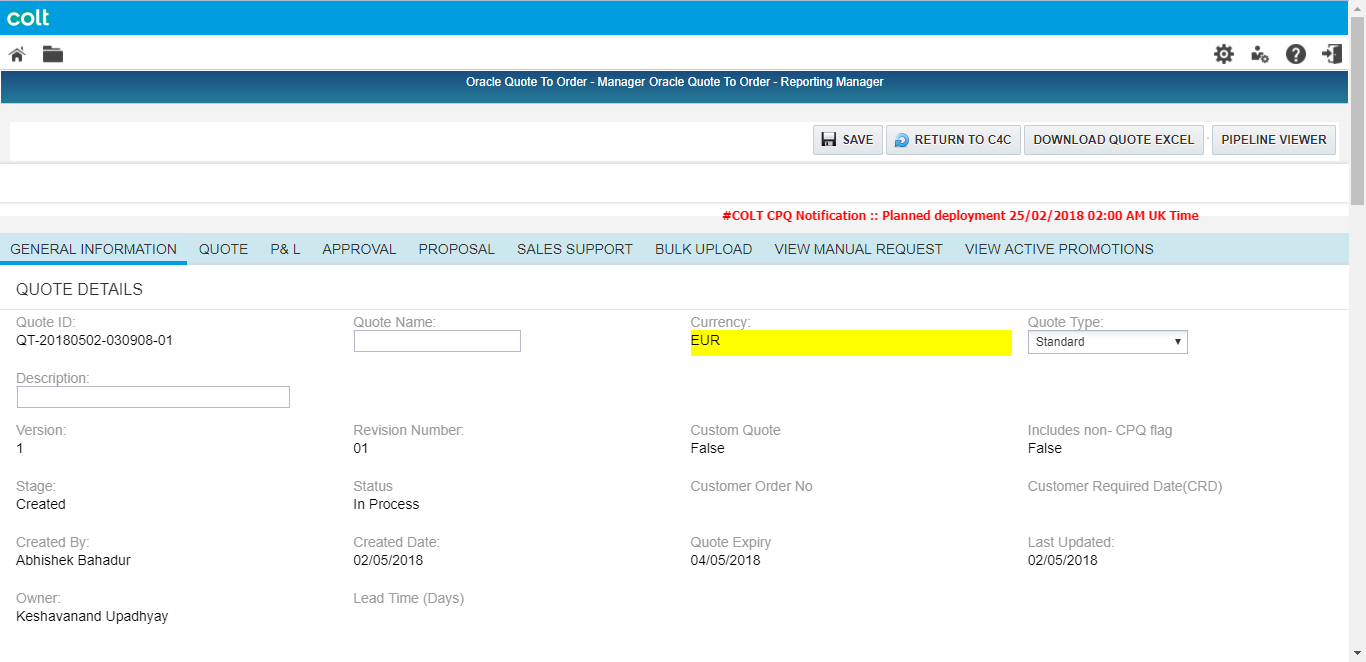 colt
Oracle Quote To Order - Manager Oracle Quote To Order - Reporting Manager
SAVE RETURN TO C4C DOWNLOAD QUOTE EXCEL PIPELINE VIEWER
#COLT CPQ Notification :: Planned deployment 25/02/2018 02:00 AM UK Time
GENERAL INFORMATION QUOTE P& L APPROVAL PROPOSAL SALES SUPPORT BULK UPLOAD VIEW MANUAL REQUEST VIEW ACTIVE PROMOTIONS
QUOTE DETAILS
Quote ID: Quote Name: Currency: Quote Type:
QT-20180502-030908-01 EUR Standard
Description:
Version: Revision Number: Custom Quote Includes non- CPQ flag
1 01 False False
Stage: Status Customer Order No Customer Required Date(CRD)
Created In Process
Created By: Created Date: Quote Expiry Last Updated:
Abhishek Bahadur 02/05/2018 04/05/2018 02/05/2018
Owner: Lead Time (Days)
Keshavanand Upadhyay